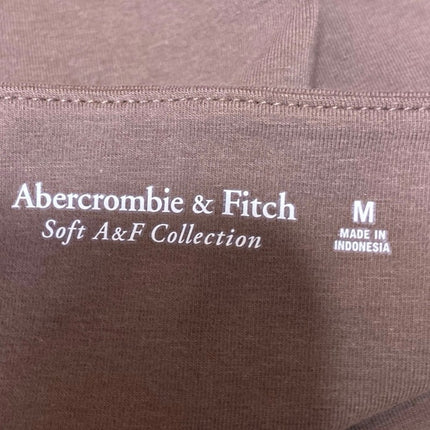 Abercrombie & Fitch
Soft A&F Collection
M
MADE IN
INDONESIA